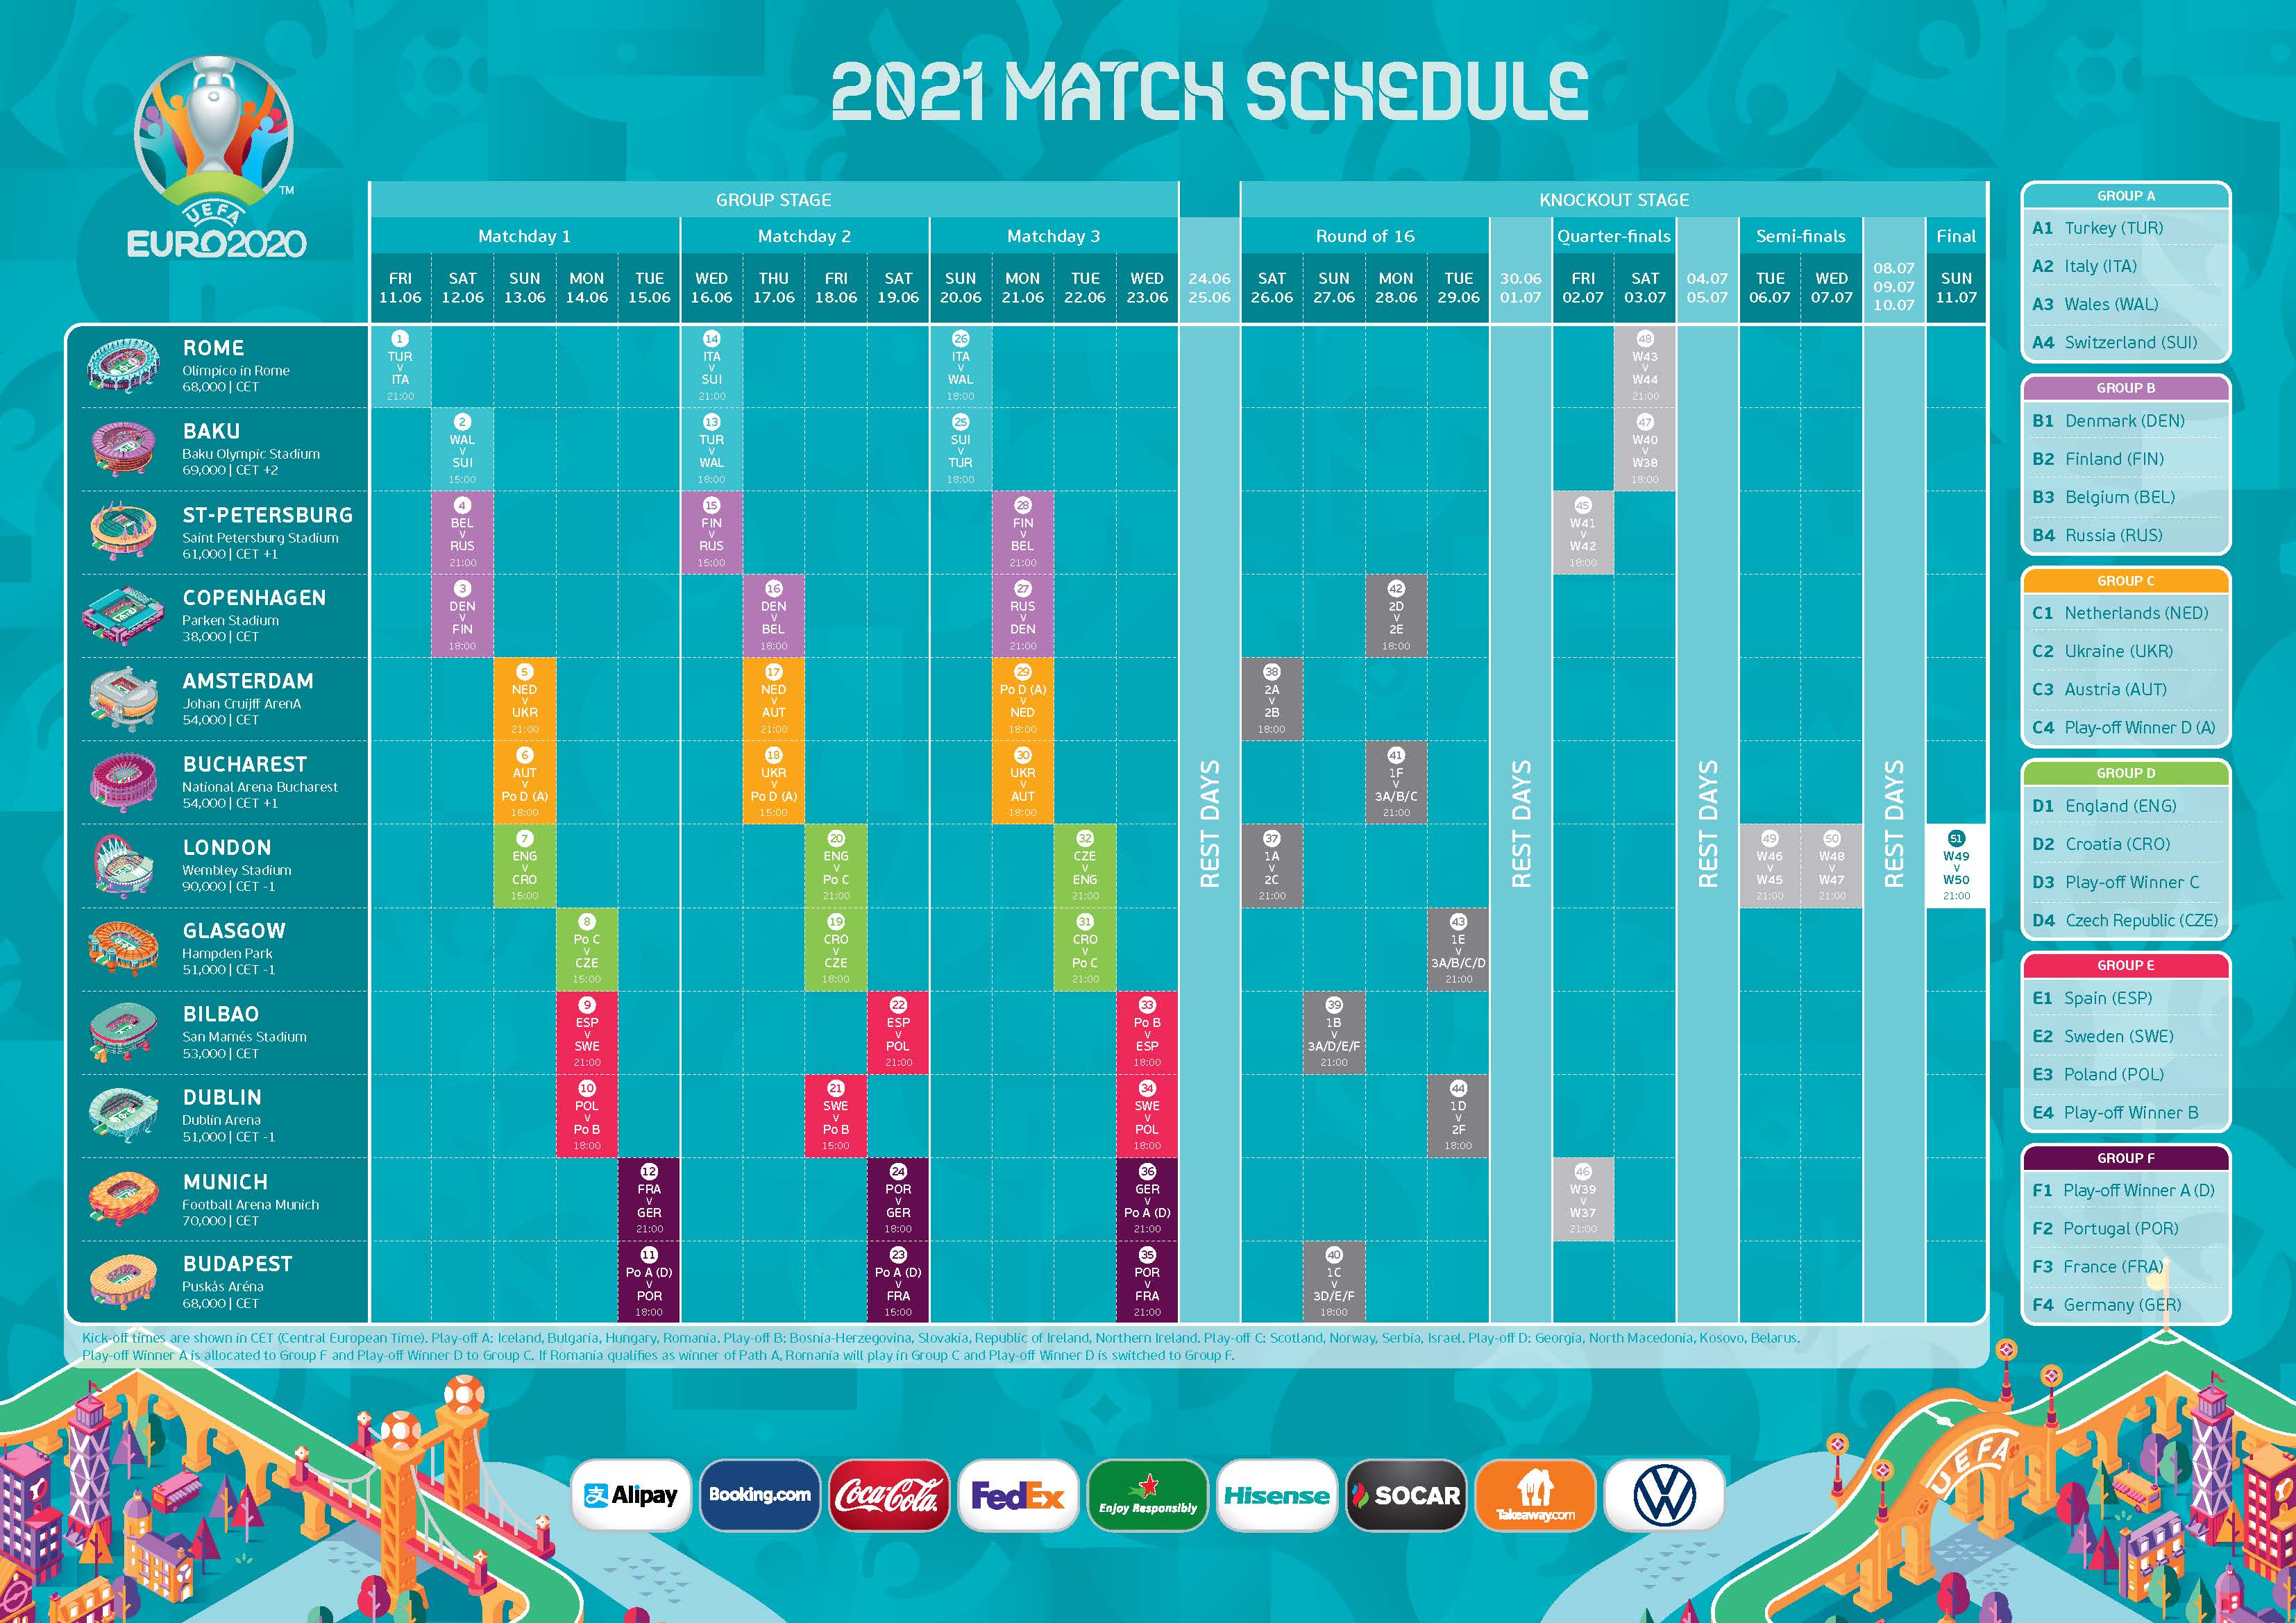 2021 MATCH SCHEDULE
TM
UEFA
EURO2020
GROUP STAGE
KNOCKOUT STAGE
Matchday 1
Matchday 2
Matchday 3
Round of 16
Quarter-finals
Semi-finals
Final
FRI 11.06
SAT 12.06
SUN 13.06
MON 14.06
TUE 15.06
WED 16.06
THU 17.06
FRI 18.06
SAT 19.06
SUN 20.06
MON 21.06
TUE 22.06
WED 23.06
24.06 25.06
SAT 26.06
SUN 27.06
MON 28.06
TUE 29.06
30.06 01.07
FRI 02.07
SAT 03.07
04.07 05.07
TUE 06.07
WED 07.07
08.07 09.07 10.07
SUN 11.07
ROME
Olimpico in Rome
68,000 | CET
1 TUR V ITA 21:00
14 ITA V SUI 21:00
26 ITA V WAL 18:00
48 W43 V W44 21:00
BAKU
Baku Olympic Stadium
69,000 | CET +2
2 WAL V SUI 15:00
13 TUR V WAL 18:00
25 SUI V TUR 18:00
47 W40 V W38 18:00
ST-PETERSBURG
Saint Petersburg Stadium
61,000 | CET +1
4 BEL V RUS 21:00
15 FIN V RUS 15:00
28 FIN V BEL 21:00
45 W41 V W42 18:00
COPENHAGEN
Parken Stadium
38,000 | CET
3 DEN V FIN 18:00
16 DEN V BEL 18:00
27 RUS V DEN 21:00
42 2D V 2E 18:00
AMSTERDAM
Johan Cruijff ArenA
54,000 | CET
5 NED V UKR 21:00
17 NED V AUT 21:00
29 Po D (A) V NED 18:00
38 2A V 2B 18:00
BUCHAREST
National Arena Bucharest
54,000 | CET +1
6 AUT V Po D (A) 18:00
18 UKR V Po D (A) 15:00
30 UKR V AUT 18:00
41 1F V 3A/B/C 21:00
LONDON
Wembley Stadium
90,000 | CET -1
7 ENG V CRO 15:00
20 ENG V Po C 21:00
32 CZE V ENG 21:00
37 1A V 2C 21:00
49 W46 V W45 21:00
50 W48 V W47 21:00
51 W49 V W50 21:00
GLASGOW
Hampden Park
51,000 | CET -1
8 Po C V CZE 15:00
19 CRO V CZE 18:00
31 CRO V Po C 21:00
43 1E V 3A/B/C/D 21:00
BILBAO
San Mamés Stadium
53,000 | CET
9 ESP V SWE 21:00
22 ESP V POL 21:00
33 Po B V ESP 18:00
39 1B V 3A/D/E/F 21:00
DUBLIN
Dublin Arena
51,000 | CET -1
10 POL V Po B 18:00
21 SWE V Po B 15:00
34 SWE V POL 18:00
44 1D V 2F 18:00
MUNICH
Football Arena Munich
70,000 | CET
12 FRA V GER 21:00
24 POR V GER 18:00
36 GER V Po A (D) 21:00
46 W39 V W37 21:00
BUDAPEST
Puskás Aréna
68,000 | CET
11 Po A (D) V POR 18:00
23 Po A (D) V FRA 15:00
35 POR V FRA 21:00
40 1C V 3D/E/F 18:00
REST DAYS
REST DAYS
REST DAYS
REST DAYS
GROUP A
A1 Turkey (TUR)
A2 Italy (ITA)
A3 Wales (WAL)
A4 Switzerland (SUI)
GROUP B
B1 Denmark (DEN)
B2 Finland (FIN)
B3 Belgium (BEL)
B4 Russia (RUS)
GROUP C
C1 Netherlands (NED)
C2 Ukraine (UKR)
C3 Austria (AUT)
C4 Play-off Winner D (A)
GROUP D
D1 England (ENG)
D2 Croatia (CRO)
D3 Play-off Winner C
D4 Czech Republic (CZE)
GROUP E
E1 Spain (ESP)
E2 Sweden (SWE)
E3 Poland (POL)
E4 Play-off Winner B
GROUP F
F1 Play-off Winner A (D)
F2 Portugal (POR)
F3 France (FRA)
F4 Germany (GER)
Kick-off times are shown in CET (Central European Time). Play-off A: Iceland, Bulgaria, Hungary, Romania. Play-off B: Bosnia-Herzegovina, Slovakia, Republic of Ireland, Northern Ireland. Play-off C: Scotland, Norway, Serbia, Israel. Play-off D: Georgia, North Macedonia, Kosovo, Belarus.
Play-off Winner A is allocated to Group F and Play-off Winner D to Group C. If Romania qualifies as winner of Path A, Romania will play in Group C and Play-off Winner D is switched to Group F.
UEFA
支 Alipay
Booking.com
Coca-Cola
FedEx
Enjoy Responsibly
Hisense
SOCAR
Takeaway.com
VW